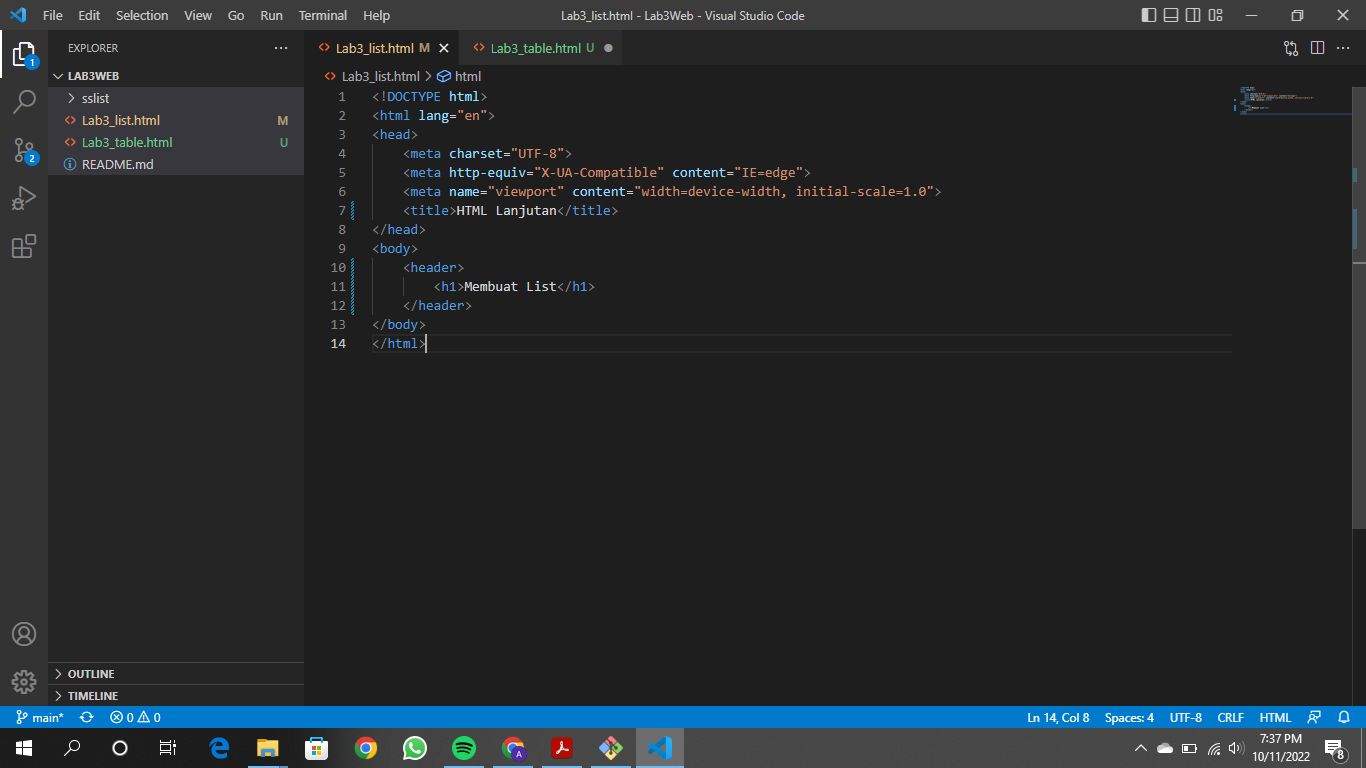 File Edit Selection View Go Run Terminal Help
Lab3_list.html - Lab3Web - Visual Studio Code
EXPLORER
LAB3WEB
sslist
Lab3_list.html M
Lab3_table.html U
README.md
OUTLINE
TIMELINE
1
2
Lab3_list.html M
Lab3_table.html U
Lab3_list.html > html
1 <!DOCTYPE html>
2 <html lang="en">
3 <head>
4 <meta charset="UTF-8">
5 <meta http-equiv="X-UA-Compatible" content="IE=edge">
6 <meta name="viewport" content="width=device-width, initial-scale=1.0">
7 <title>HTML Lanjutan</title>
8 </head>
9 <body>
10 <header>
11 <h1>Membuat List</h1>
12 </header>
13 </body>
14 </html>
main* 0 0
Ln 14, Col 8 Spaces: 4 UTF-8 CRLF HTML
A
7:37 PM
10/11/2022
8